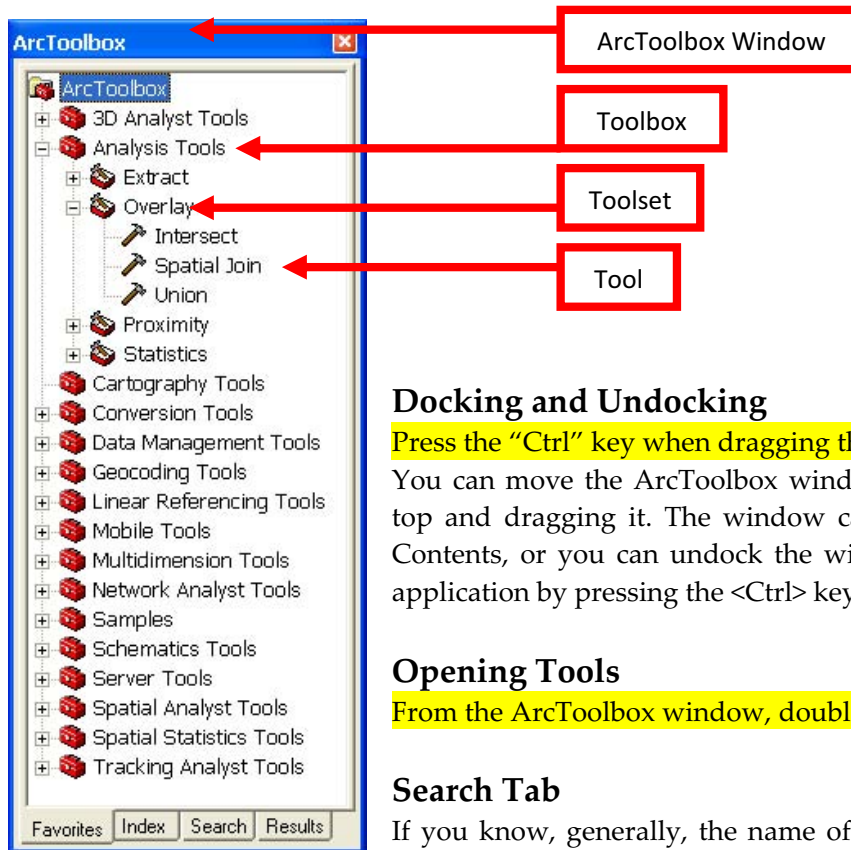 ArcToolbox
ArcToolbox
3D Analyst Tools
Analysis Tools
Extract
Overlay
Intersect
Spatial Join
Union
Proximity
Statistics
Cartography Tools
Conversion Tools
Data Management Tools
Geocoding Tools
Linear Referencing Tools
Mobile Tools
Multidimension Tools
Network Analyst Tools
Samples
Schematics Tools
Server Tools
Spatial Analyst Tools
Spatial Statistics Tools
Tracking Analyst Tools
Favorites Index Search Results
ArcToolbox Window
Toolbox
Toolset
Tool
Docking and Undocking
Press the “Ctrl” key when dragging
You can move the ArcToolbox
top and dragging it. The window
Contents, or you can undock the
application by pressing the <Ctrl> key
Opening Tools
From the ArcToolbox window,
Search Tab
If you know, generally, the name of